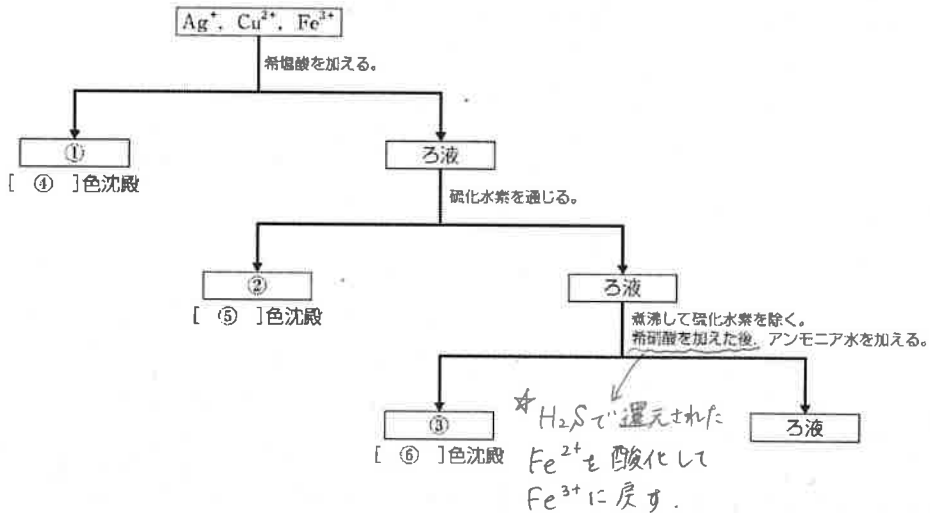 Ag⁺, Cu²⁺, Fe³⁺
希塩酸を加える。
①
[ ④ ]色沈殿
ろ液
硫化水素を通じる。
②
[ ⑤ ]色沈殿
ろ液
煮沸して硫化水素を除く。
希硝酸を加えた後, アンモニア水を加える。
③
[ ⑥ ]色沈殿
☆H₂Sで還元された
Fe²⁺を酸化して
Fe³⁺に戻す.
ろ液